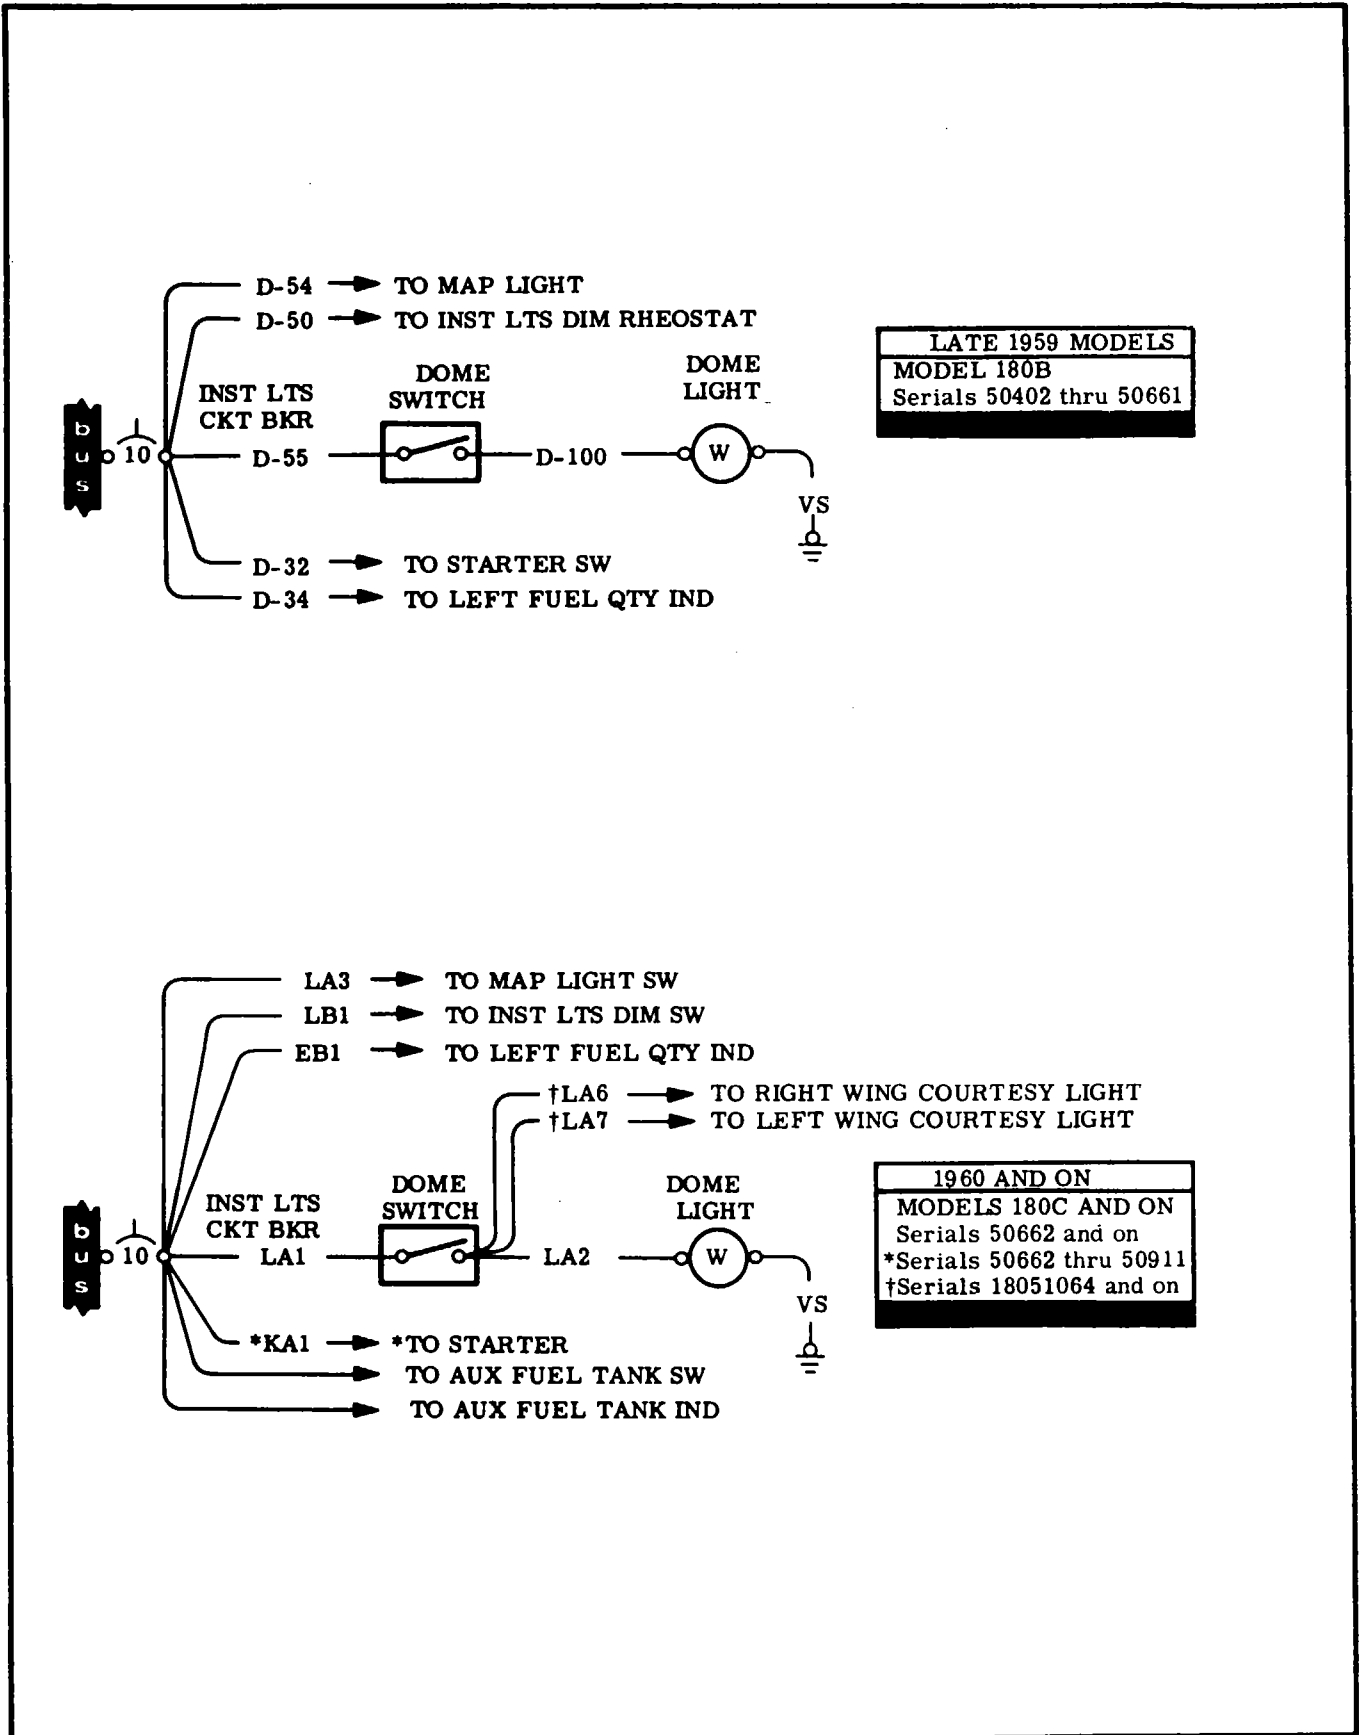 D-54 TO MAP LIGHT
D-50 TO INST LTS DIM RHEOSTAT
INST LTS
CKT BKR
DOME
SWITCH
DOME
LIGHT
bus
10
D-55
D-100
W
VS
D-32 TO STARTER SW
D-34 TO LEFT FUEL QTY IND
LATE 1959 MODELS
MODEL 180B
Serials 50402 thru 50661
LA3 TO MAP LIGHT SW
LB1 TO INST LTS DIM SW
EB1 TO LEFT FUEL QTY IND
†LA6 TO RIGHT WING COURTESY LIGHT
†LA7 TO LEFT WING COURTESY LIGHT
INST LTS
CKT BKR
DOME
SWITCH
DOME
LIGHT
bus
10
LA1
LA2
W
VS
*KA1 *TO STARTER
TO AUX FUEL TANK SW
TO AUX FUEL TANK IND
1960 AND ON
MODELS 180C AND ON
Serials 50662 and on
*Serials 50662 thru 50911
†Serials 18051064 and on